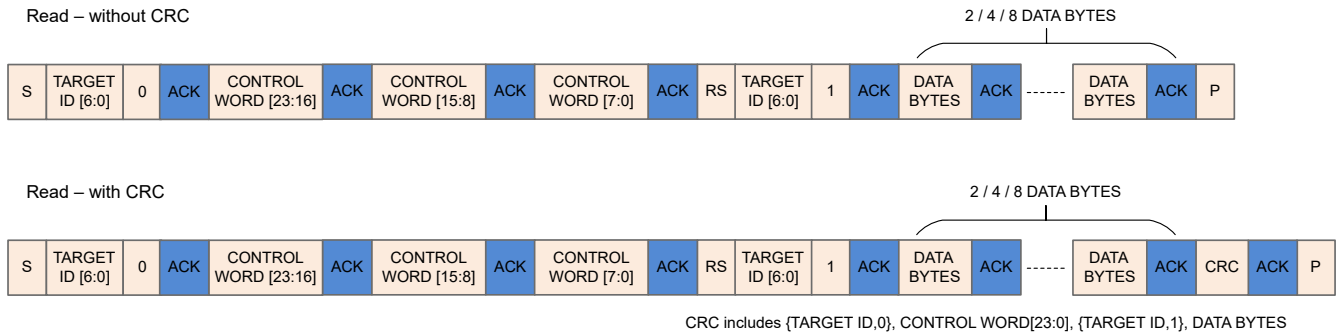 Read – without CRC
2 / 4 / 8 DATA BYTES
S TARGET ID [6:0] 0 ACK CONTROL WORD [23:16] ACK CONTROL WORD [15:8] ACK CONTROL WORD [7:0] ACK RS TARGET ID [6:0] 1 ACK DATA BYTES ACK ------ DATA BYTES ACK P
Read – with CRC
2 / 4 / 8 DATA BYTES
S TARGET ID [6:0] 0 ACK CONTROL WORD [23:16] ACK CONTROL WORD [15:8] ACK CONTROL WORD [7:0] ACK RS TARGET ID [6:0] 1 ACK DATA BYTES ACK ------ DATA BYTES ACK CRC ACK P
CRC includes {TARGET ID,0}, CONTROL WORD[23:0], {TARGET ID,1}, DATA BYTES